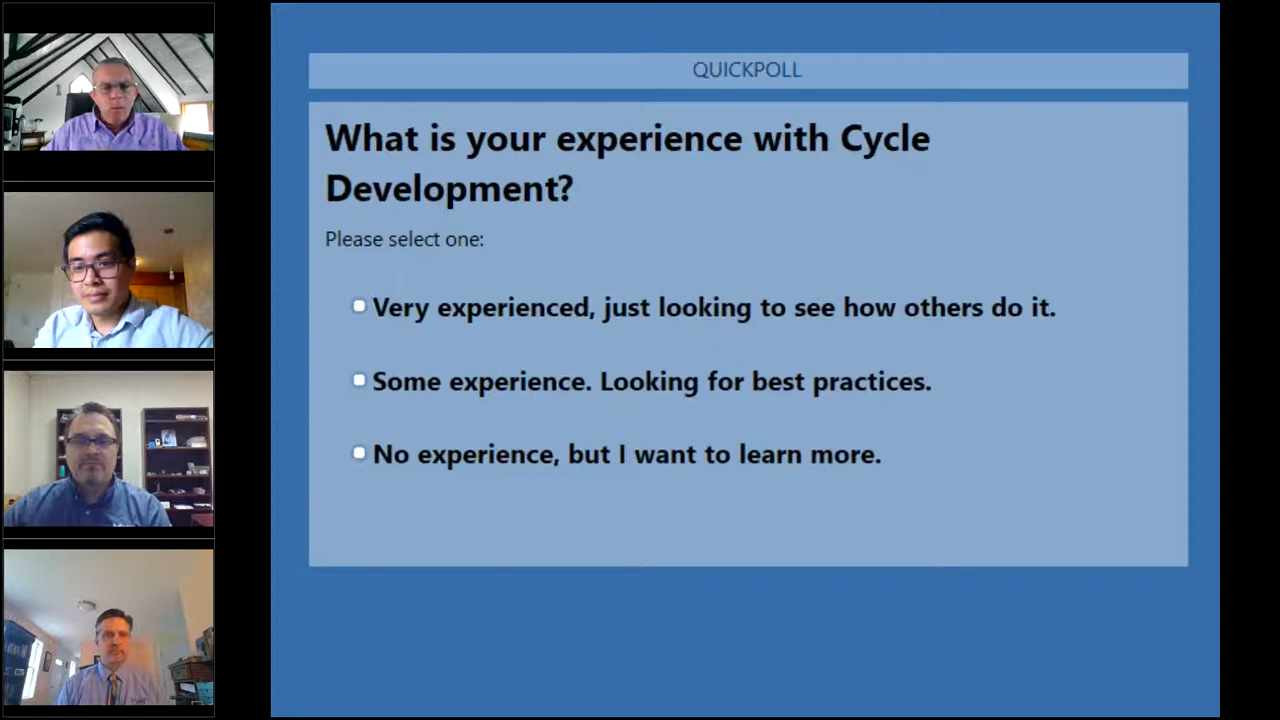 QUICKPOLL
What is your experience with Cycle
Development?
Please select one:
Very experienced, just looking to see how others do it.
Some experience. Looking for best practices.
No experience, but I want to learn more.